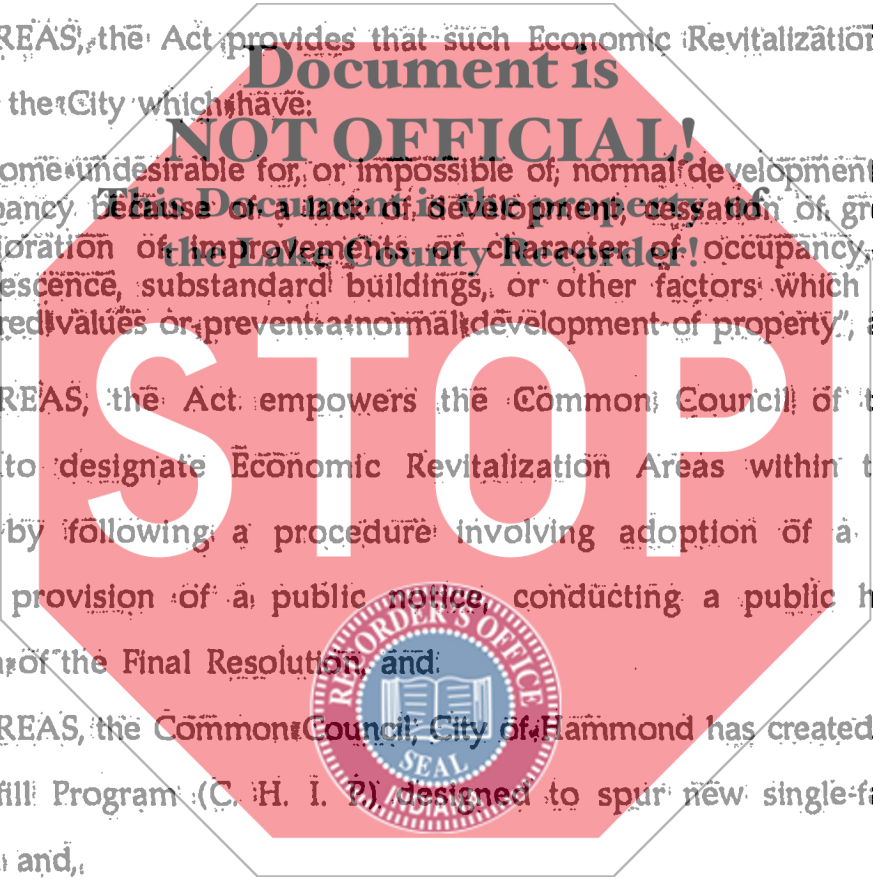 REAS, the Act provides that such Economic Revitalization
Document is
the City which have:
NOT OFFICIAL!
ome undesirable for, or impossible of, normal development
This Document is the property of
pancy because of a lack of development, cessation of gr
the Lake County Recorder!
ioration of improvements or character of occupancy,
escence, substandard buildings, or other factors which
red values or prevent a normal development of property", a
STOP
REAS, the Act empowers the Common Council of t
to designate Economic Revitalization Areas within t
by following a procedure involving adoption of a
provision of a public notice, conducting a public h
of the Final Resolution, and
REAS, the Common Council, City of Hammond has created
fill Program (C. H. I. P.) designed to spur new single-fa
and,
RECORDER'S OFFICE
SEAL
INDIANA